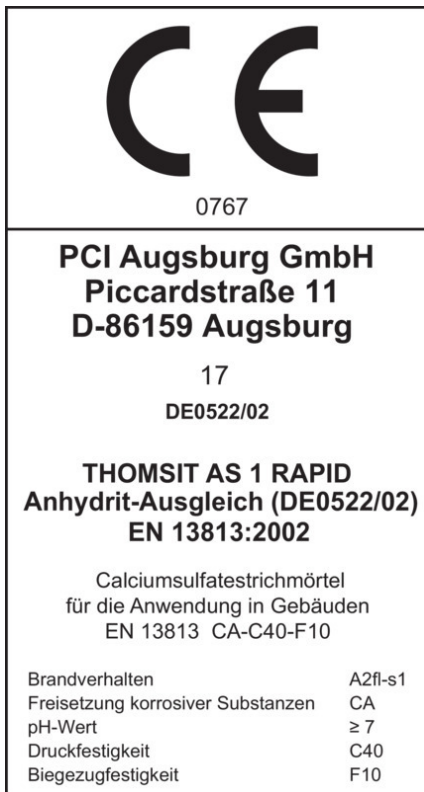 CE
0767
PCI Augsburg GmbH
Piccardstraße 11
D-86159 Augsburg
17
DE0522/02
THOMSIT AS 1 RAPID
Anhydrit-Ausgleich (DE0522/02)
EN 13813:2002
Calciumsulfatestrichmörtel
für die Anwendung in Gebäuden
EN 13813 CA-C40-F10
Brandverhalten A2fl-s1
Freisetzung korrosiver Substanzen CA
pH-Wert ≥ 7
Druckfestigkeit C40
Biegezugfestigkeit F10